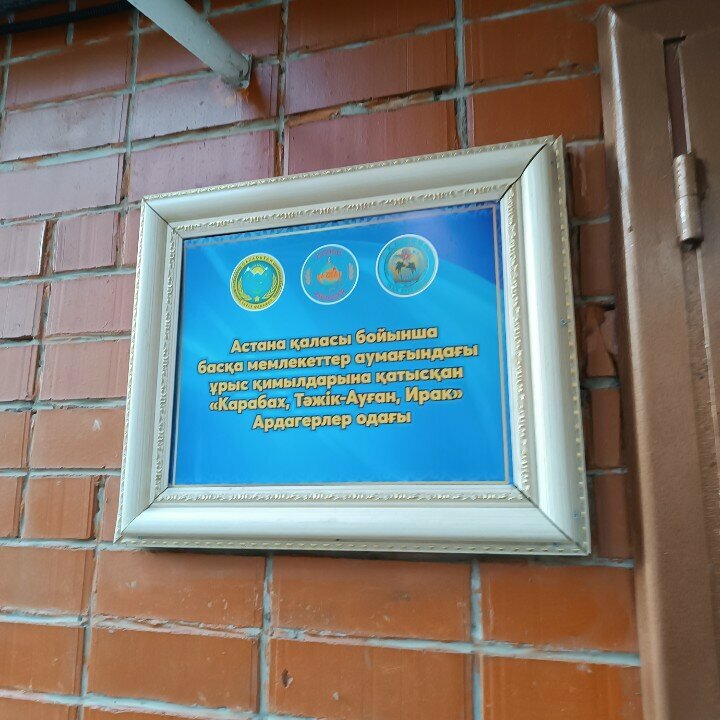 Астана қаласы бойынша
басқа мемлекеттер аумағындағы
ұрыс қимылдарына қатысқан
«Карабах, Тәжік-Ауған, Ирак»
Ардагерлер одағы